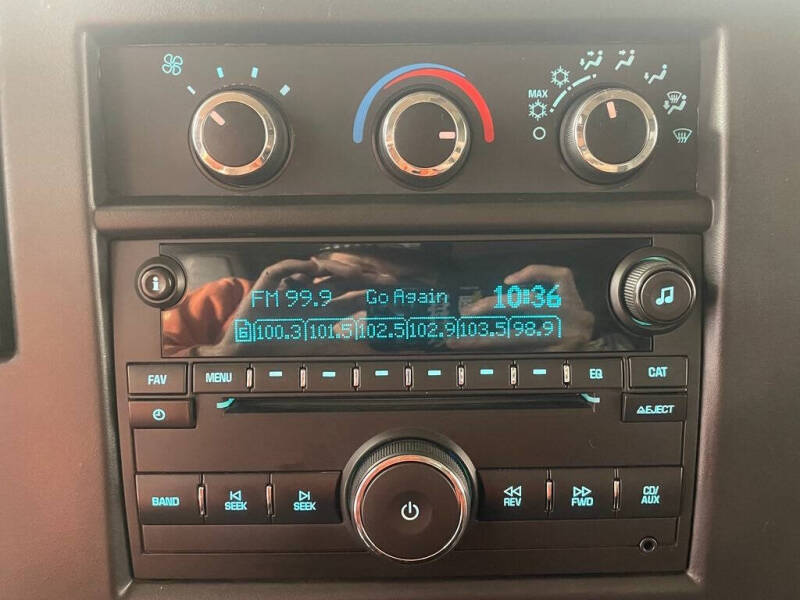 MAX
FM 99.9 Go Again 10:36
100.3 101.5 102.5 102.9 103.5 98.9
FAV MENU EQ CAT
EJECT
BAND SEEK SEEK REV FWD CD/
AUX